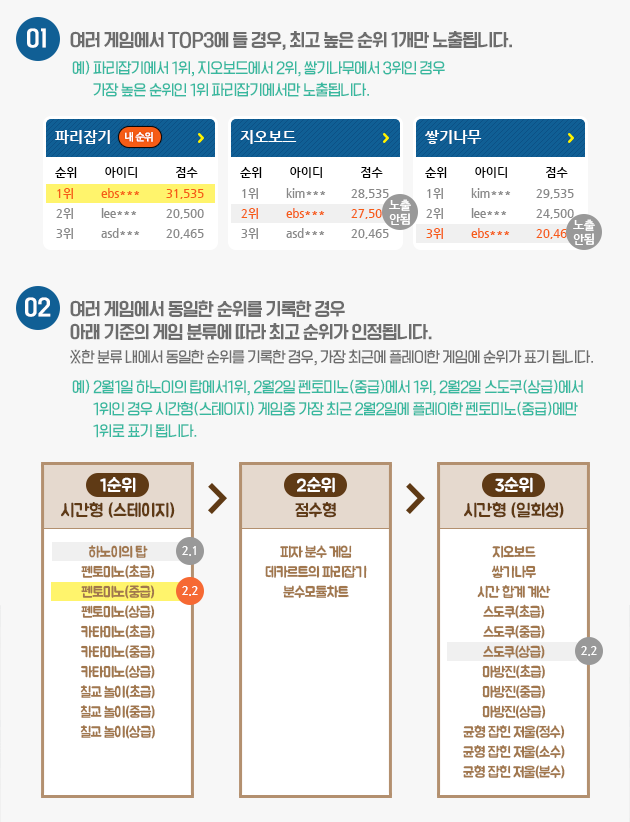 01
여러 게임에서 TOP3에 들 경우, 최고 높은 순위 1개만 노출됩니다.
예) 파리잡기에서 1위, 지오보드에서 2위, 쌓기나무에서 3위인 경우
가장 높은 순위인 1위 파리잡기에서만 노출됩니다.
파리잡기 내 순위
순위 아이디 점수
1위 ebs*** 31,535
2위 lee*** 20,500
3위 asd*** 20,465
지오보드
순위 아이디 점수
1위 kim*** 28,535
2위 ebs*** 27,50
노출
안됨
3위 asd*** 20,465
쌓기나무
순위 아이디 점수
1위 kim*** 29,535
2위 lee*** 24,500
3위 ebs*** 20,46
노출
안됨
02
여러 게임에서 동일한 순위를 기록한 경우
아래 기준의 게임 분류에 따라 최고 순위가 인정됩니다.
※한 분류 내에서 동일한 순위를 기록한 경우, 가장 최근에 플레이한 게임에 순위가 표기 됩니다.
예) 2월1일 하노이의 탑에서1위, 2월2일 펜토미노(중급)에서 1위, 2월2일 스도쿠(상급)에서
1위인 경우 시간형(스테이지) 게임중 가장 최근 2월2일에 플레이한 펜토미노(중급)에만
1위로 표기 됩니다.
1순위
시간형 (스테이지)
하노이의 탑 2.1
펜토미노(초급)
펜토미노(중급) 2.2
펜토미노(상급)
카타미노(초급)
카타미노(중급)
카타미노(상급)
칠교 놀이(초급)
칠교 놀이(중급)
칠교 놀이(상급)
2순위
점수형
피자 분수 게임
데카르트의 파리잡기
분수모듈차트
3순위
시간형 (일회성)
지오보드
쌓기나무
시간 합계 계산
스도쿠(초급)
스도쿠(중급)
스도쿠(상급) 2.2
마방진(초급)
마방진(중급)
마방진(상급)
균형 잡힌 저울(정수)
균형 잡힌 저울(소수)
균형 잡힌 저울(분수)